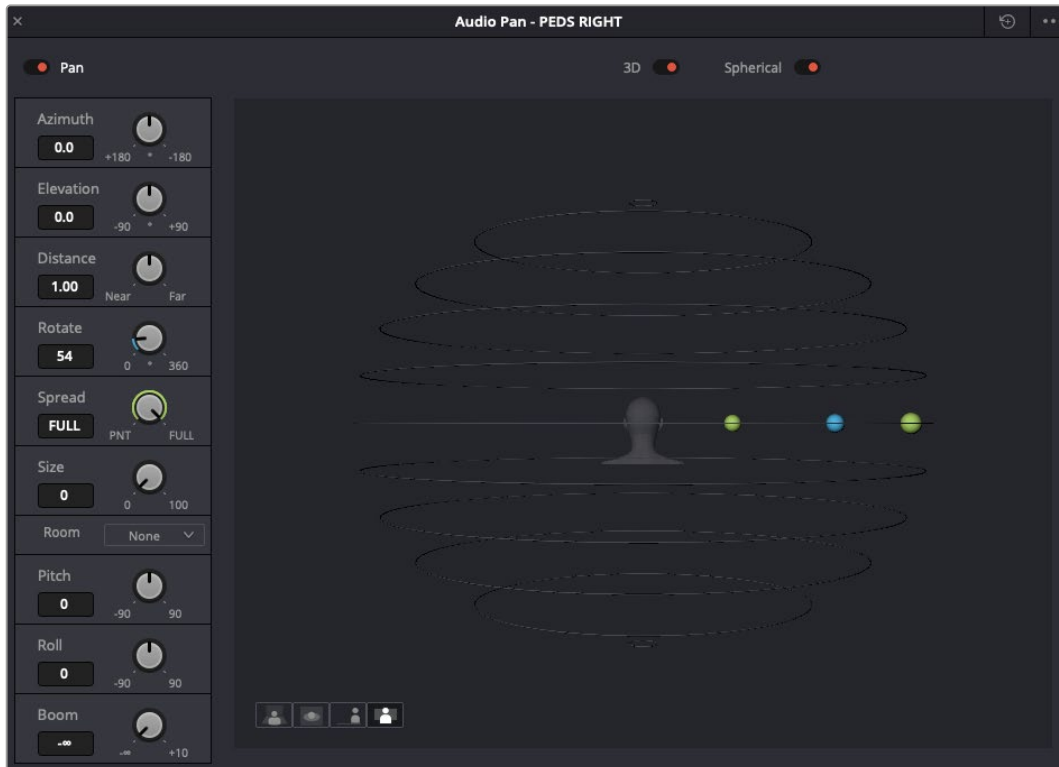 Audio Pan - PEDS RIGHT
Pan
3D
Spherical
Azimuth
0.0
+180 ° -180
Elevation
0.0
-90 ° +90
Distance
1.00
Near Far
Rotate
54
0 ° 360
Spread
FULL
PNT FULL
Size
0
0 100
Room None
Pitch
0
-90 90
Roll
0
-90 90
Boom
-∞
-∞ +10